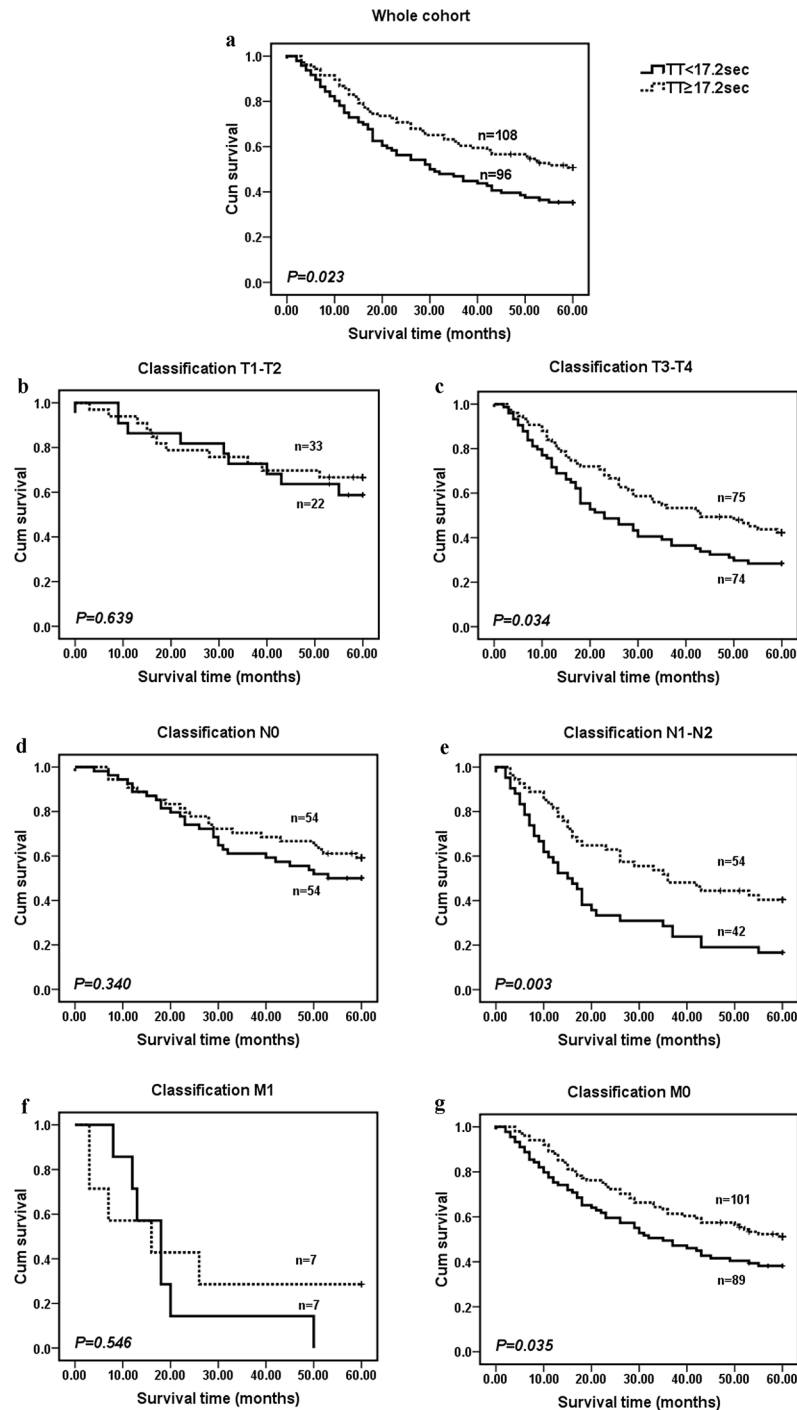 Whole cohort
a
1.0
0.8
0.6
0.4
0.2
0.0
Cun survival
TT<17.2sec
TT≥17.2sec
n=108
n=96
P=0.023
0.00 10.00 20.00 30.00 40.00 50.00 60.00
Survival time (months)
Classification T1-T2
b
1.0
0.8
0.6
0.4
0.2
0.0
Cum survival
n=33
n=22
P=0.639
0.00 10.00 20.00 30.00 40.00 50.00 60.00
Survival time (months)
Classification T3-T4
c
1.0
0.8
0.6
0.4
0.2
0.0
Cum survival
n=75
n=74
P=0.034
0.00 10.00 20.00 30.00 40.00 50.00 60.00
Survival time (months)
Classification N0
d
1.0
0.8
0.6
0.4
0.2
0.0
Cum survival
n=54
n=54
P=0.340
0.00 10.00 20.00 30.00 40.00 50.00 60.00
Survival time (months)
Classification N1-N2
e
1.0
0.8
0.6
0.4
0.2
0.0
Cum survival
n=54
n=42
P=0.003
0.00 10.00 20.00 30.00 40.00 50.00 60.00
Survival time (months)
Classification M1
f
1.0
0.8
0.6
0.4
0.2
0.0
Cum survival
n=7
n=7
P=0.546
0.00 10.00 20.00 30.00 40.00 50.00 60.00
Survival time (months)
Classification M0
g
1.0
0.8
0.6
0.4
0.2
0.0
Cum survival
n=101
n=89
P=0.035
0.00 10.00 20.00 30.00 40.00 50.00 60.00
Survival time (months)